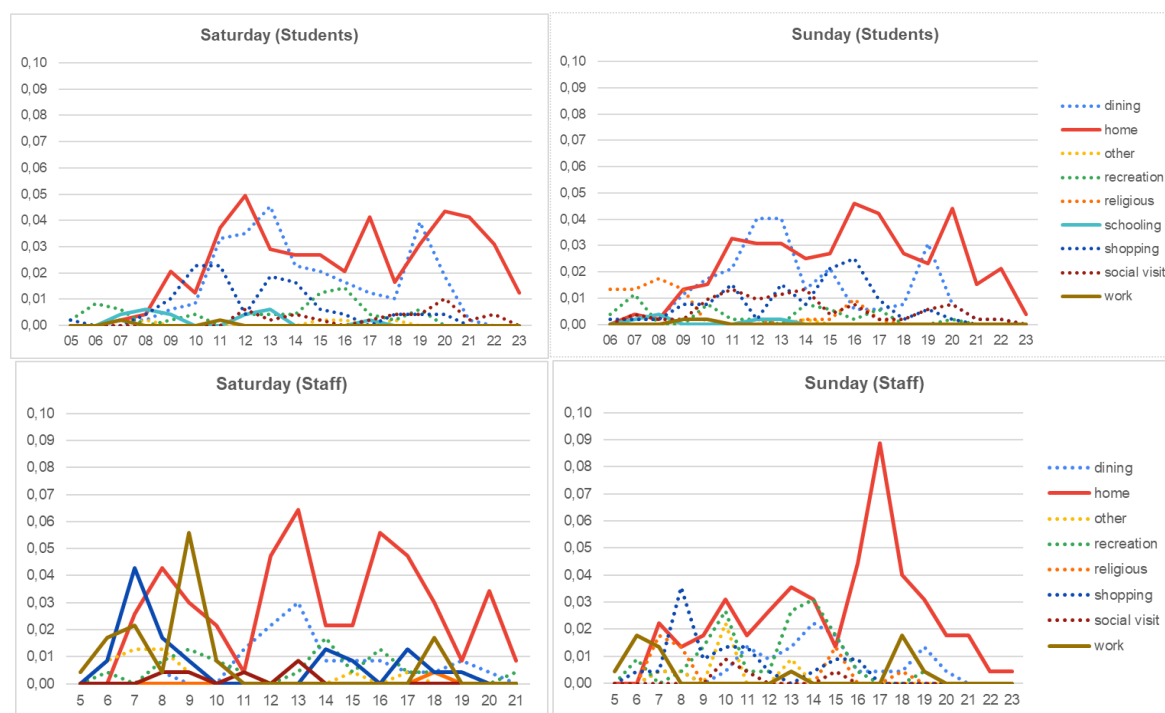 Saturday (Students)
0,10
0,09
0,08
0,07
0,06
0,05
0,04
0,03
0,02
0,01
0,00
05 06 07 08 09 10 11 12 13 14 15 16 17 18 19 20 21 22 23
Sunday (Students)
0,10
0,09
0,08
0,07
0,06
0,05
0,04
0,03
0,02
0,01
0,00
06 07 08 09 10 11 12 13 14 15 16 17 18 19 20 21 22 23
dining
home
other
recreation
religious
schooling
shopping
social visit
work
Saturday (Staff)
0,10
0,09
0,08
0,07
0,06
0,05
0,04
0,03
0,02
0,01
0,00
5 6 7 8 9 10 11 12 13 14 15 16 17 18 19 20 21
Sunday (Staff)
0,10
0,09
0,08
0,07
0,06
0,05
0,04
0,03
0,02
0,01
0,00
5 6 7 8 9 10 11 12 13 14 15 16 17 18 19 20 21 22 23
dining
home
other
recreation
religious
shopping
social visit
work